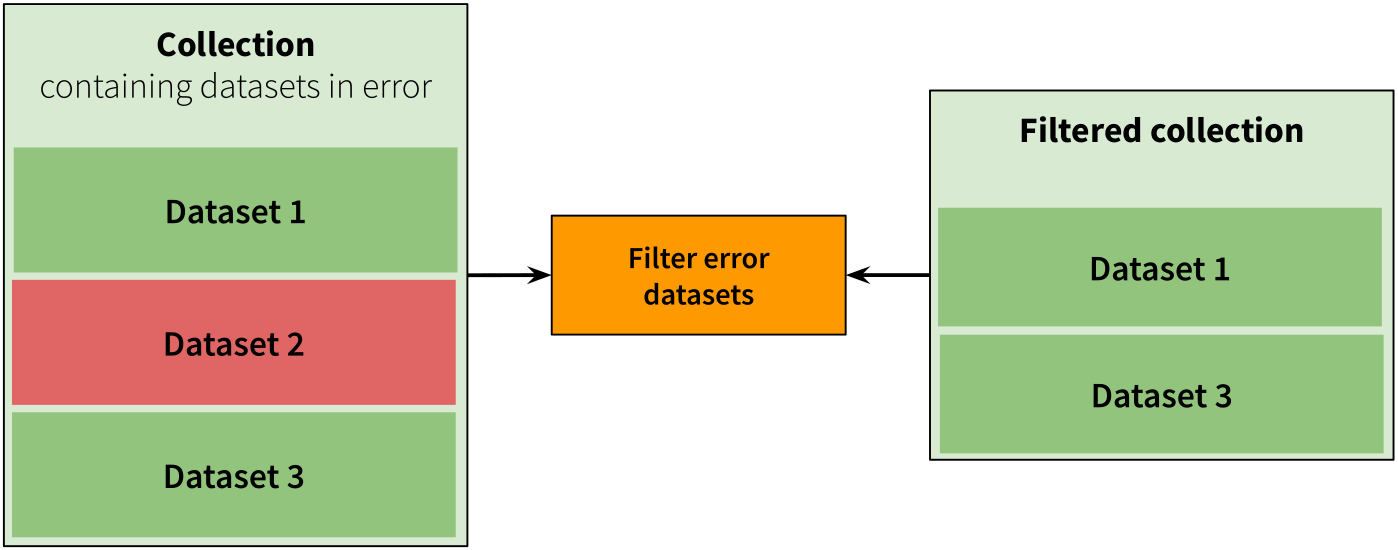 Collection
containing datasets in error
Dataset 1
Dataset 2
Dataset 3
Filter error
datasets
Filtered collection
Dataset 1
Dataset 3